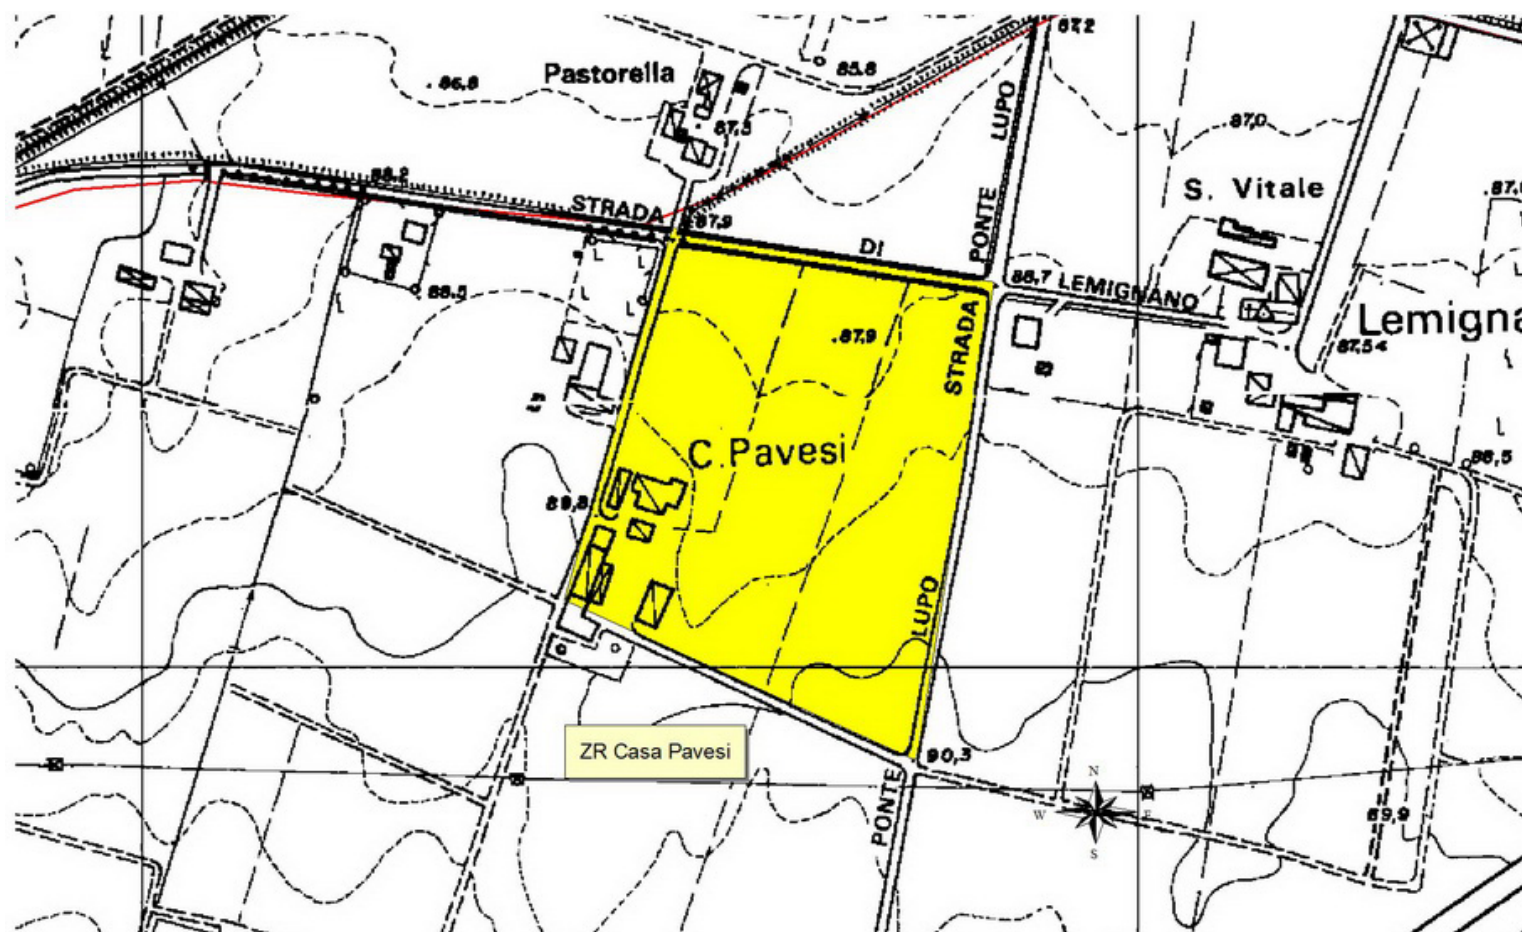 87,2
Pastorella
85.8
. 86,8
LUPO
87,5
87,0
88,2
S. Vitale
STRADA
87,9
PONTE
DI
88,7 LEMIGNANO
88,5
STRADA
Lemigna
.87,9
87,54
C. Pavesi
88,5
89,8
LUPO
ZR Casa Pavesi
90,3
PONTE
N
W
E
S
89,9